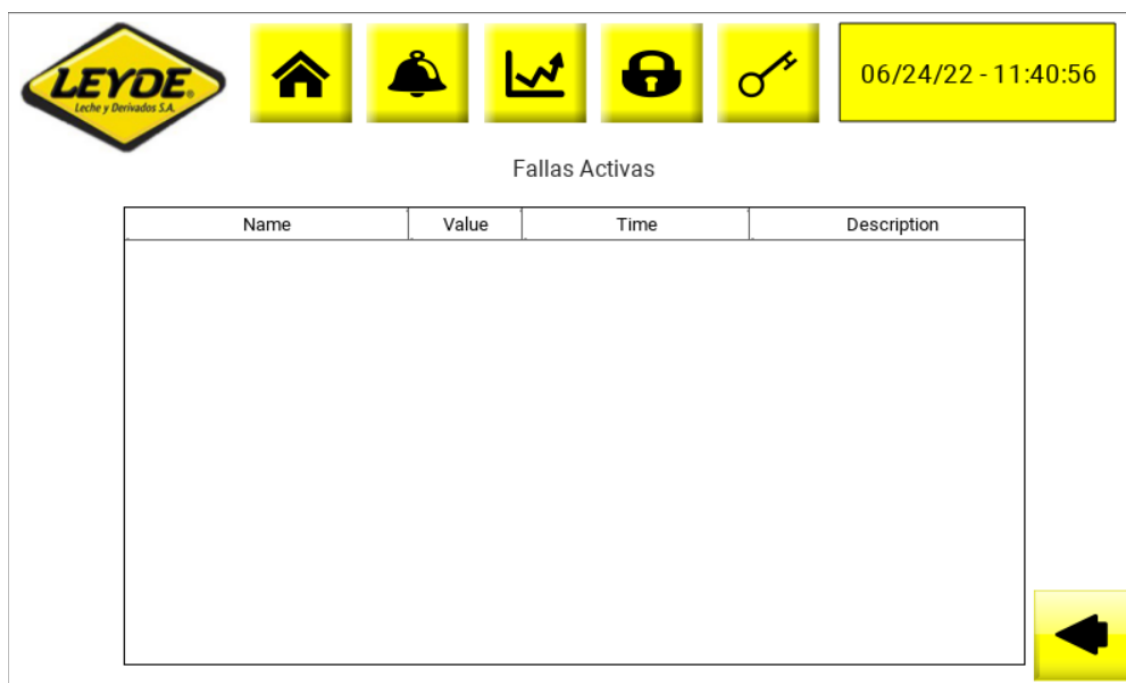 LEYDE®
Leche y Derivados S.A.
06/24/22 - 11:40:56
Fallas Activas
Name Value Time Description